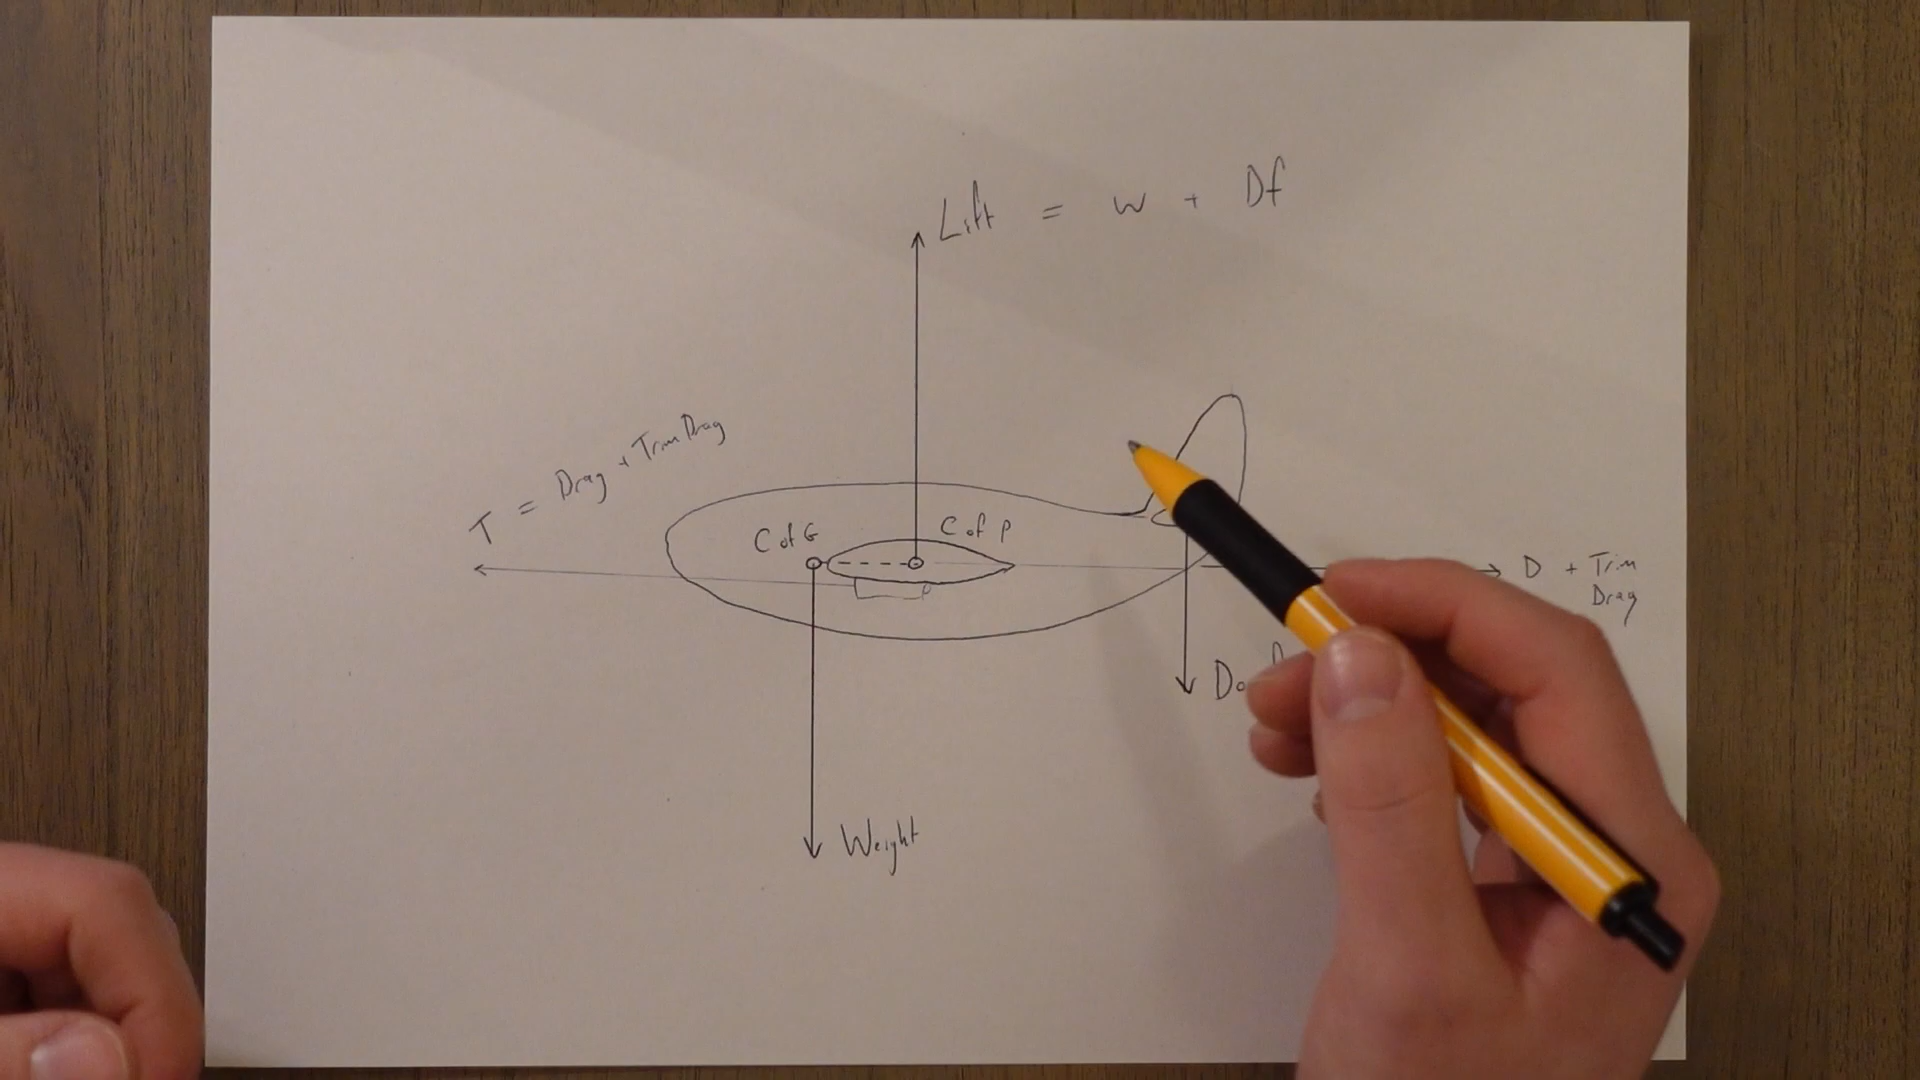 Lift = W + Df
T = Drag + Trim Drag
C of G
C of P
D + Trim
Drag
Weight